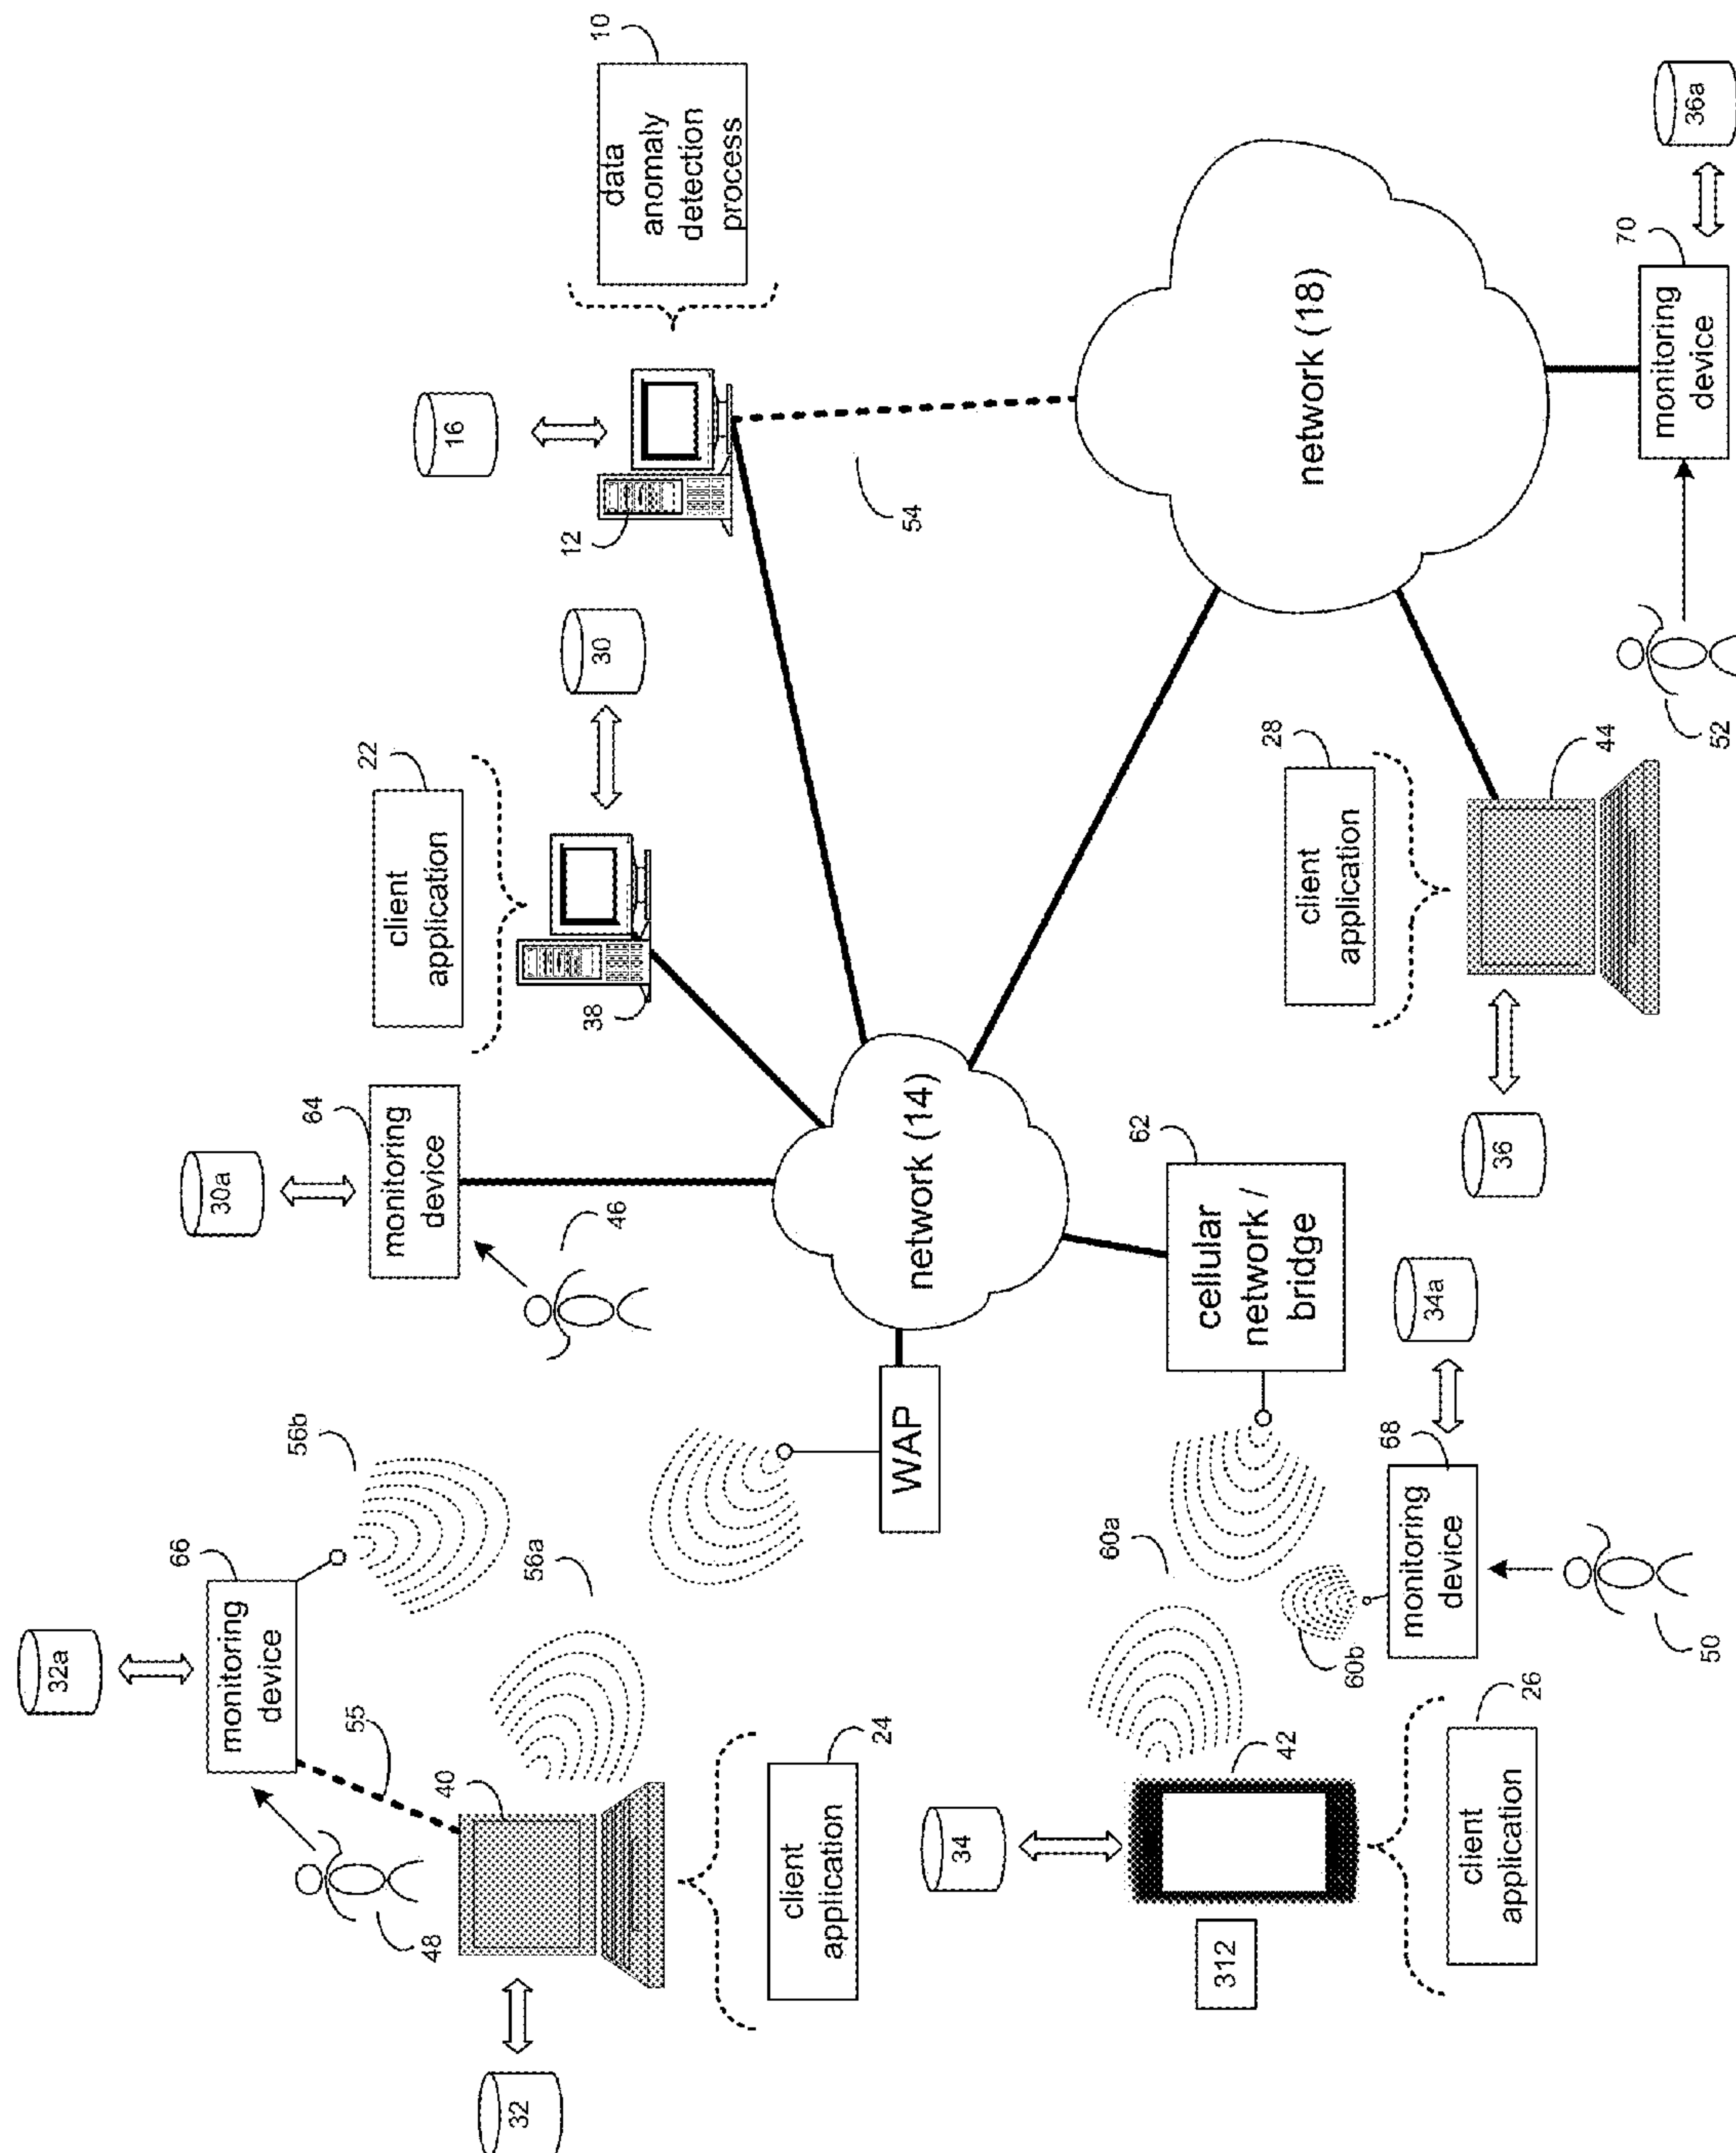 32a
66
monitoring
device
30a
56b
64
monitoring
device
22
client
application
55
48
40
16
32
56a
46
38
30
12
10
data
anomaly
detection
process
24
client
application
WAP
network (14)
54
34
60a
62
cellular
network /
bridge
312
42
28
client
application
network (18)
60b
68
monitoring
device
34a
26
client
application
36
44
70
monitoring
device
36a
50
52